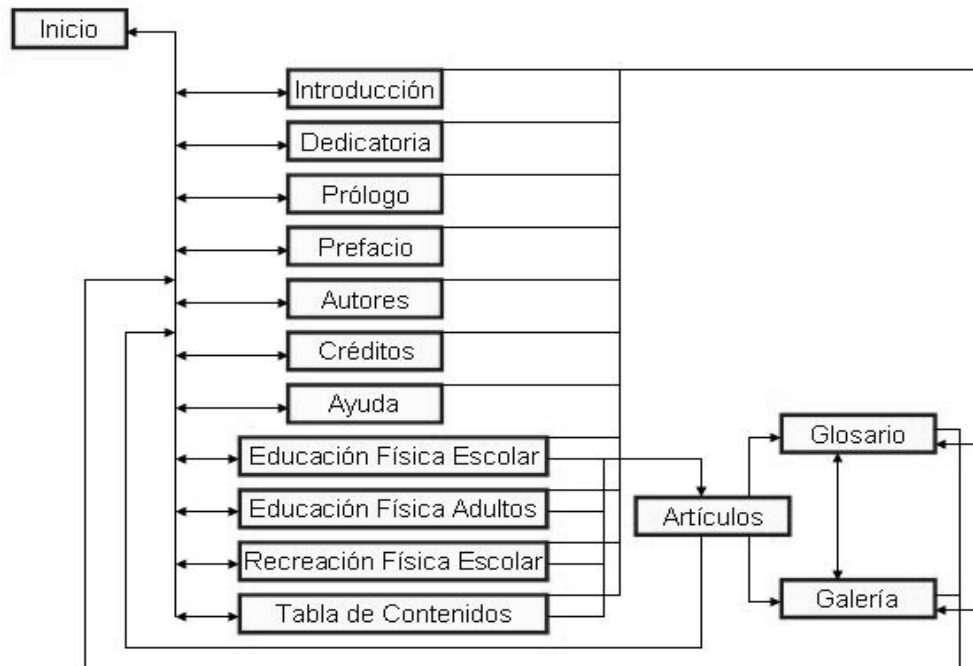 Inicio
Introducción
Dedicatoria
Prólogo
Prefacio
Autores
Créditos
Ayuda
Educación Física Escolar
Educación Física Adultos
Recreación Física Escolar
Tabla de Contenidos
Artículos
Glosario
Galería